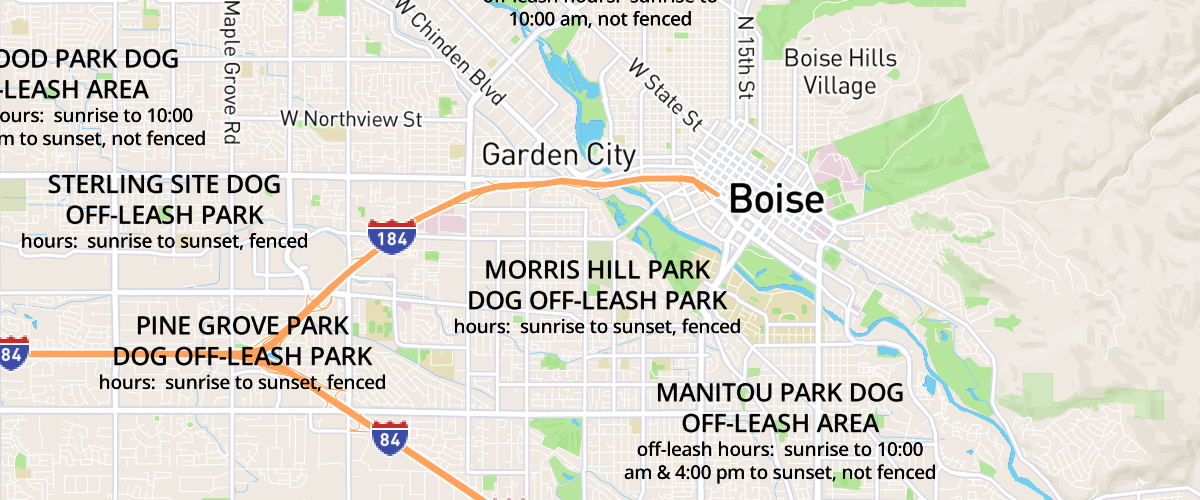 10:00 am, not fenced
W Chinden Blvd
Maple Grove Rd
N 15th St
W State St
Boise Hills
Village
OOD PARK DOG
-LEASH AREA
ours: sunrise to 10:00
m to sunset, not fenced
W Northview St
Garden City
STERLING SITE DOG
OFF-LEASH PARK
hours: sunrise to sunset, fenced
Boise
184
MORRIS HILL PARK
DOG OFF-LEASH PARK
hours: sunrise to sunset, fenced
PINE GROVE PARK
DOG OFF-LEASH PARK
hours: sunrise to sunset, fenced
84
MANITOU PARK DOG
OFF-LEASH AREA
off-leash hours: sunrise to 10:00
am & 4:00 pm to sunset, not fenced
84